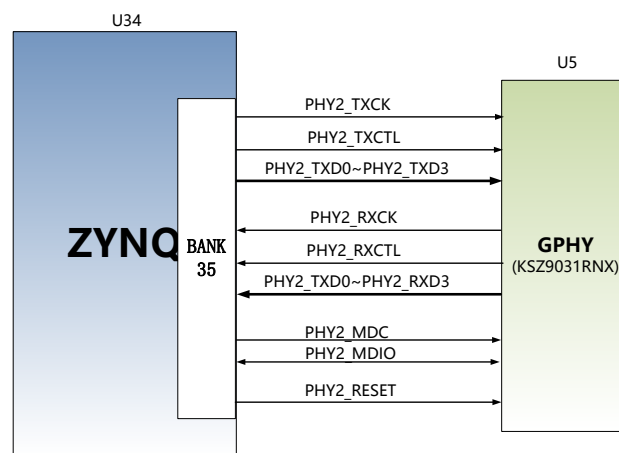 U34
U5
PHY2_TXCK
PHY2_TXCTL
PHY2_TXD0~PHY2_TXD3
PHY2_RXCK
PHY2_RXCTL
PHY2_TXD0~PHY2_RXD3
PHY2_MDC
PHY2_MDIO
PHY2_RESET
ZYNQ
BANK
35
GPHY
(KSZ9031RNX)